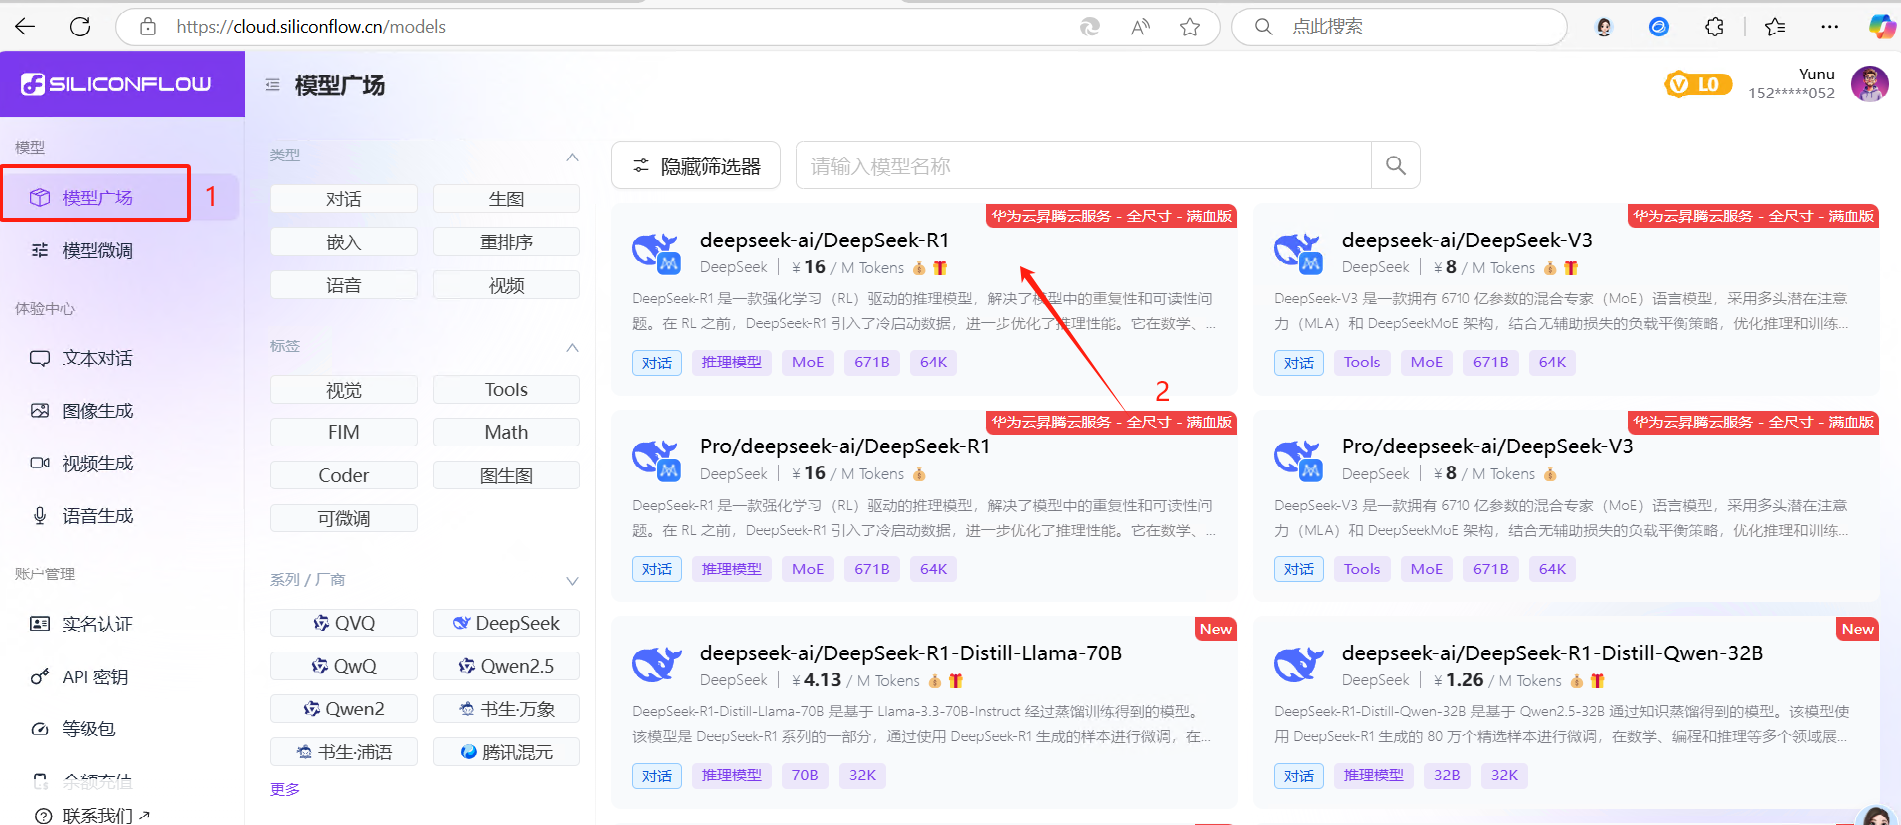 https://cloud.siliconflow.cn/models
点此搜索
SILICONFLOW
模型广场
L0
Yunu
152*****052
模型
模型广场
1
模型微调
体验中心
文本对话
图像生成
视频生成
语音生成
账户管理
实名认证
API 密钥
等级包
余额充值
联系我们
类型
对话
生图
嵌入
重排序
语音
视频
标签
视觉
Tools
FIM
Math
Coder
图生图
可微调
系列 / 厂商
QVQ
DeepSeek
QwQ
Qwen2.5
Qwen2
书生·万象
书生·浦语
腾讯混元
更多
隐藏筛选器
请输入模型名称
华为云昇腾云服务 - 全尺寸 - 满血版
deepseek-ai/DeepSeek-R1
DeepSeek | ¥ 16 / M Tokens
DeepSeek-R1 是一款强化学习（RL）驱动的推理模型，解决了模型中的重复性和可读性问
题。在 RL 之前，DeepSeek-R1 引入了冷启动数据，进一步优化了推理性能。它在数学、...
对话 推理模型 MoE 671B 64K
2
华为云昇腾云服务 - 全尺寸 - 满血版
deepseek-ai/DeepSeek-V3
DeepSeek | ¥ 8 / M Tokens
DeepSeek-V3 是一款拥有 6710 亿参数的混合专家（MoE）语言模型，采用多头潜在注意
力（MLA）和 DeepSeekMoE 架构，结合无辅助损失的负载平衡策略，优化推理和训练...
对话 Tools MoE 671B 64K
华为云昇腾云服务 - 全尺寸 - 满血版
Pro/deepseek-ai/DeepSeek-R1
DeepSeek | ¥ 16 / M Tokens
DeepSeek-R1 是一款强化学习（RL）驱动的推理模型，解决了模型中的重复性和可读性问
题。在 RL 之前，DeepSeek-R1 引入了冷启动数据，进一步优化了推理性能。它在数学、...
对话 推理模型 MoE 671B 64K
华为云昇腾云服务 - 全尺寸 - 满血版
Pro/deepseek-ai/DeepSeek-V3
DeepSeek | ¥ 8 / M Tokens
DeepSeek-V3 是一款拥有 6710 亿参数的混合专家（MoE）语言模型，采用多头潜在注意
力（MLA）和 DeepSeekMoE 架构，结合无辅助损失的负载平衡策略，优化推理和训练...
对话 Tools MoE 671B 64K
New
deepseek-ai/DeepSeek-R1-Distill-Llama-70B
DeepSeek | ¥ 4.13 / M Tokens
DeepSeek-R1-Distill-Llama-70B 是基于 Llama-3.3-70B-Instruct 经过蒸馏训练得到的模型。
该模型是 DeepSeek-R1 系列的一部分，通过使用 DeepSeek-R1 生成的样本进行微调，在...
对话 推理模型 70B 32K
New
deepseek-ai/DeepSeek-R1-Distill-Qwen-32B
DeepSeek | ¥ 1.26 / M Tokens
DeepSeek-R1-Distill-Qwen-32B 是基于 Qwen2.5-32B 通过知识蒸馏得到的模型。该模型使
用 DeepSeek-R1 生成的 80 万个精选样本进行微调，在数学、编程和推理等多个领域展...
对话 推理模型 32B 32K